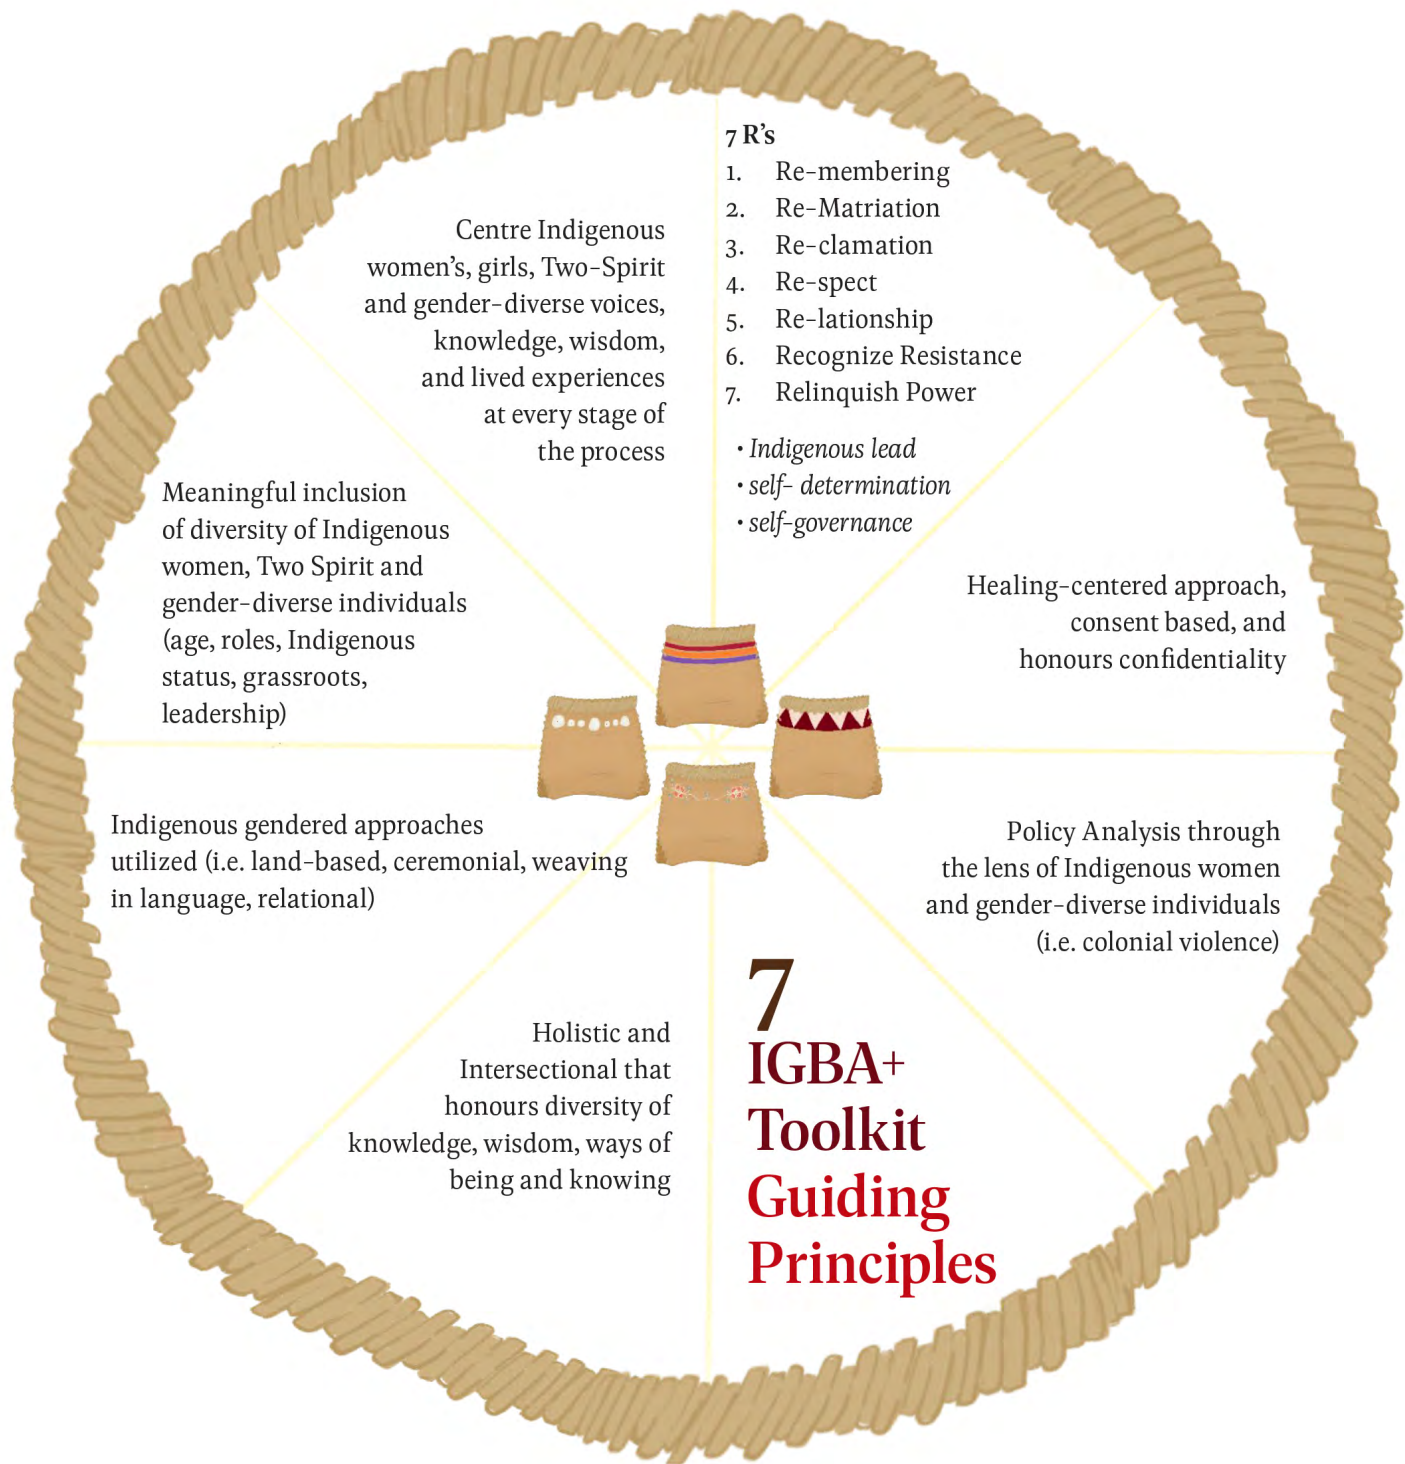 7 R’s
1. Re-membering
2. Re-Matriation
3. Re-clamation
4. Re-spect
5. Re-lationship
6. Recognize Resistance
7. Relinquish Power
• Indigenous lead
• self- determination
• self-governance
Healing-centered approach,
consent based, and
honours confidentiality
Policy Analysis through
the lens of Indigenous women
and gender-diverse individuals
(i.e. colonial violence)
7
IGBA+
Toolkit
Guiding
Principles
Holistic and
Intersectional that
honours diversity of
knowledge, wisdom, ways of
being and knowing
Indigenous gendered approaches
utilized (i.e. land-based, ceremonial, weaving
in language, relational)
Meaningful inclusion
of diversity of Indigenous
women, Two Spirit and
gender-diverse individuals
(age, roles, Indigenous
status, grassroots,
leadership)
Centre Indigenous
women’s, girls, Two-Spirit
and gender-diverse voices,
knowledge, wisdom,
and lived experiences
at every stage of
the process